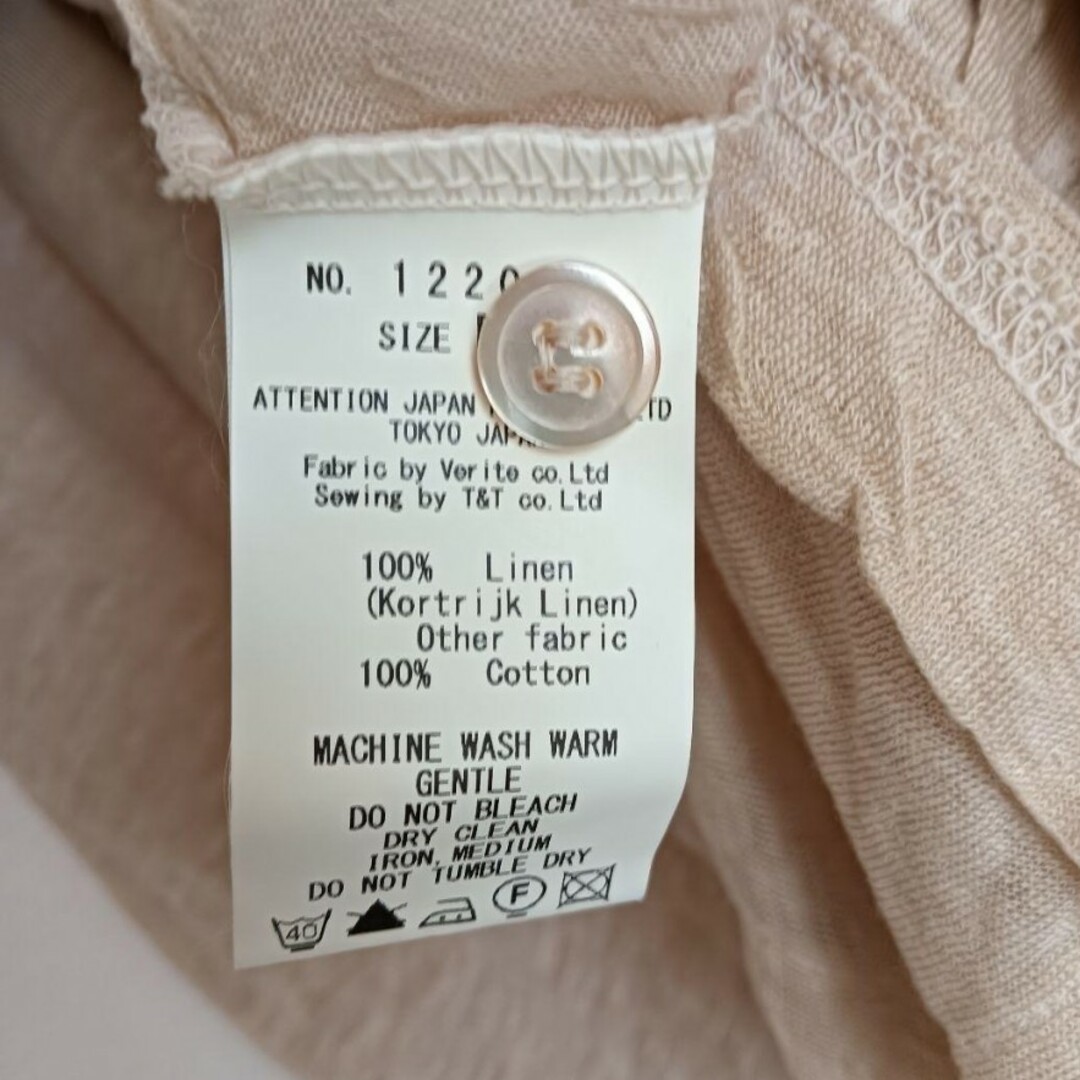 NO. 122
SIZE
ATTENTION JAPAN LTD
TOKYO JAPAN
Fabric by Verite co.Ltd
Sewing by T&T co.Ltd
100% Linen
(Kortrijk Linen)
Other fabric
100% Cotton
MACHINE WASH WARM
GENTLE
DO NOT BLEACH
DRY CLEAN
IRON, MEDIUM
DO NOT TUMBLE DRY
40 F